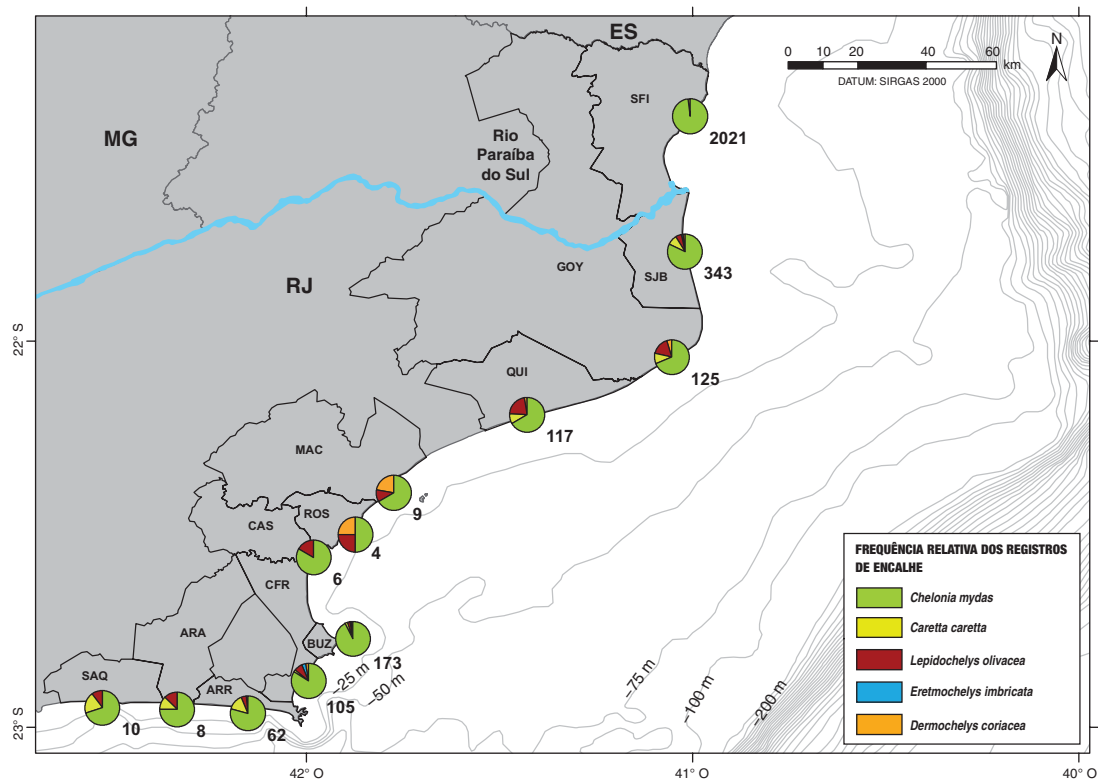 ES
0 10 20 40 60
km
DATUM: SIRGAS 2000
N
MG
SFI
2021
Rio
Paraíba
do Sul
RJ
GOY
SJB
343
22° S
QUI
125
117
MAC
9
ROS
CAS
4
6
CFR
ARA
BUZ
173
SAQ
ARR
105
10
8
62
–25 m
–50 m
–75 m
–100 m
–200 m
FREQUÊNCIA RELATIVA DOS REGISTROS
DE ENCALHE
Chelonia mydas
Caretta caretta
Lepidochelys olivacea
Eretmochelys imbricata
Dermochelys coriacea
23° S
42° O
41° O
40° O